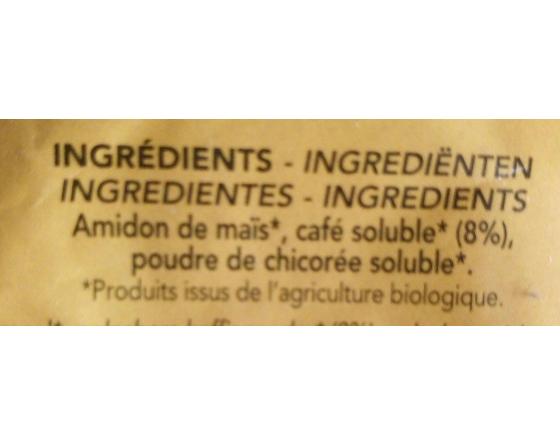 INGRÉDIENTS - INGREDIËNTEN
INGREDIENTES - INGREDIENTS
Amidon de maïs*, café soluble* (8%),
poudre de chicorée soluble*.
*Produits issus de l'agriculture biologique.